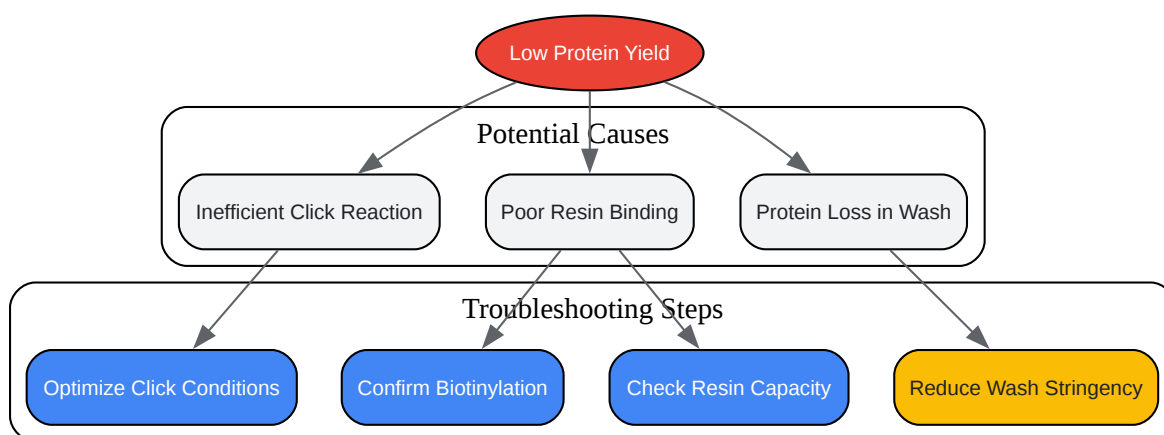 Low Protein Yield
Potential Causes
Inefficient Click Reaction
Poor Resin Binding
Protein Loss in Wash
Troubleshooting Steps
Optimize Click Conditions
Confirm Biotinylation
Check Resin Capacity
Reduce Wash Stringency